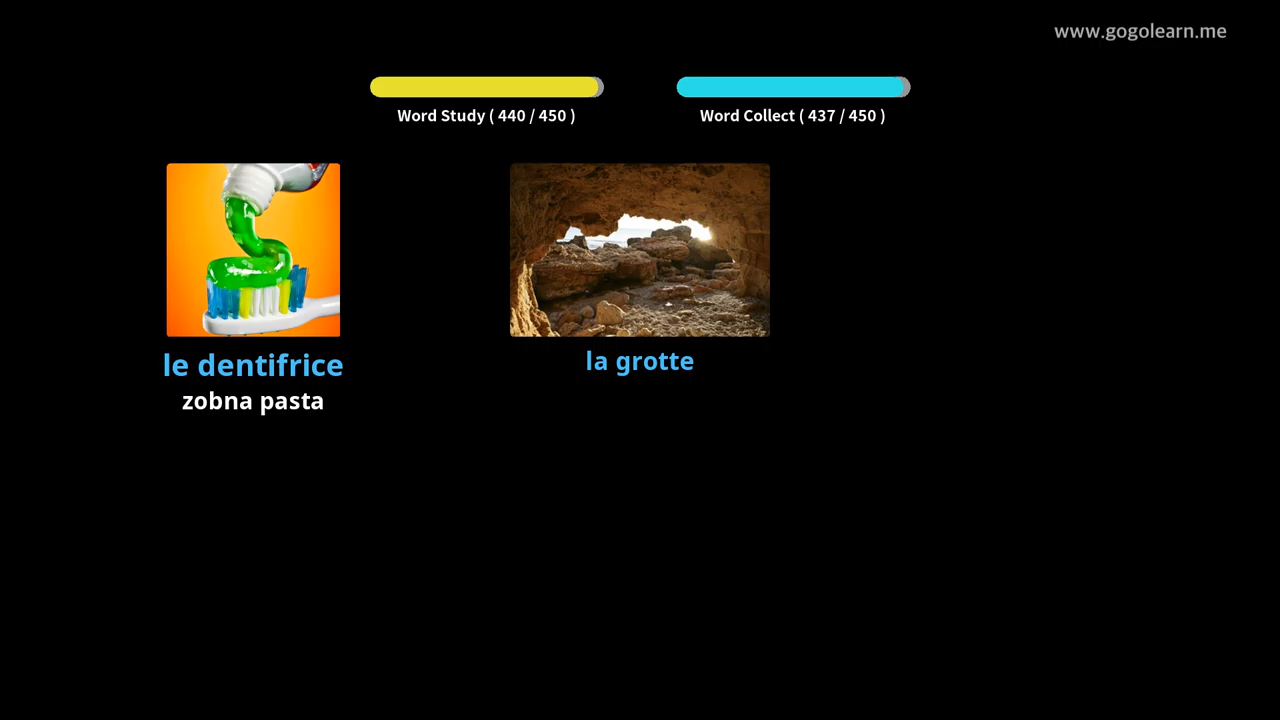 www.gogolearn.me
Word Study ( 440 / 450 )
Word Collect ( 437 / 450 )
le dentifrice
zobna pasta
la grotte